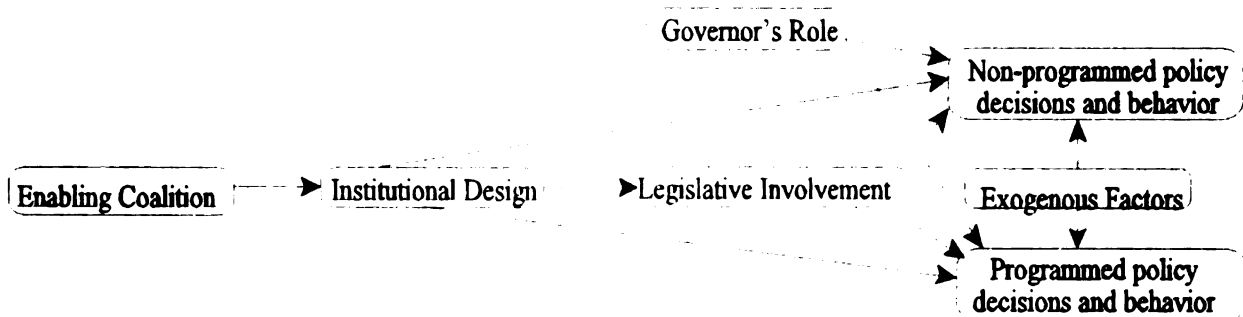 Governor's Role
Non-programmed policy
decisions and behavior
Enabling Coalition
Institutional Design
Legislative Involvement
Exogenous Factors
Programmed policy
decisions and behavior